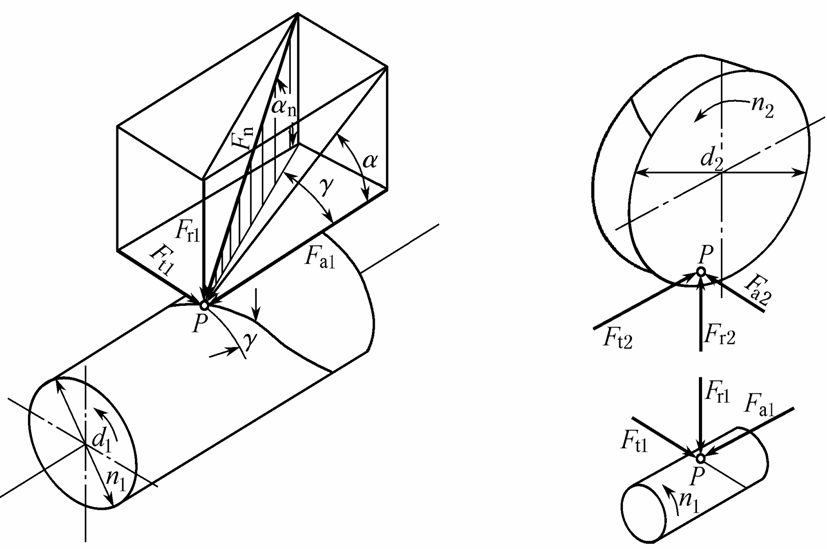 αn
Fn
α
γ
Fr1
Ft1
Fa1
P
γ
d1
n1
n2
d2
P
Fa2
Ft2
Fr2
Fr1
Fa1
Ft1
P
n1